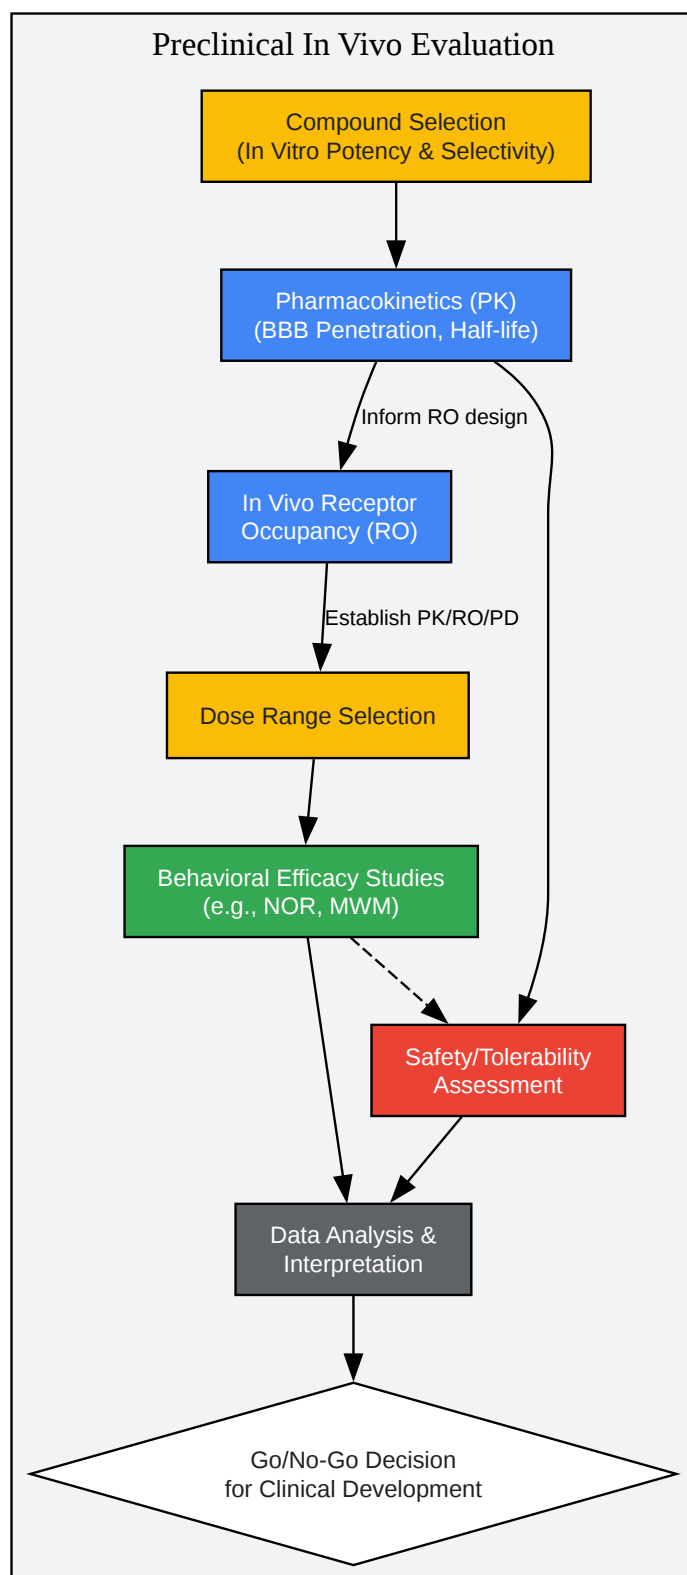 Preclinical In Vivo Evaluation
Compound Selection
(In Vitro Potency & Selectivity)
Pharmacokinetics (PK)
(BBB Penetration, Half-life)
Inform RO design
In Vivo Receptor
Occupancy (RO)
Establish PK/RO/PD
Dose Range Selection
Behavioral Efficacy Studies
(e.g., NOR, MWM)
Safety/Tolerability
Assessment
Data Analysis &
Interpretation
Go/No-Go Decision
for Clinical Development